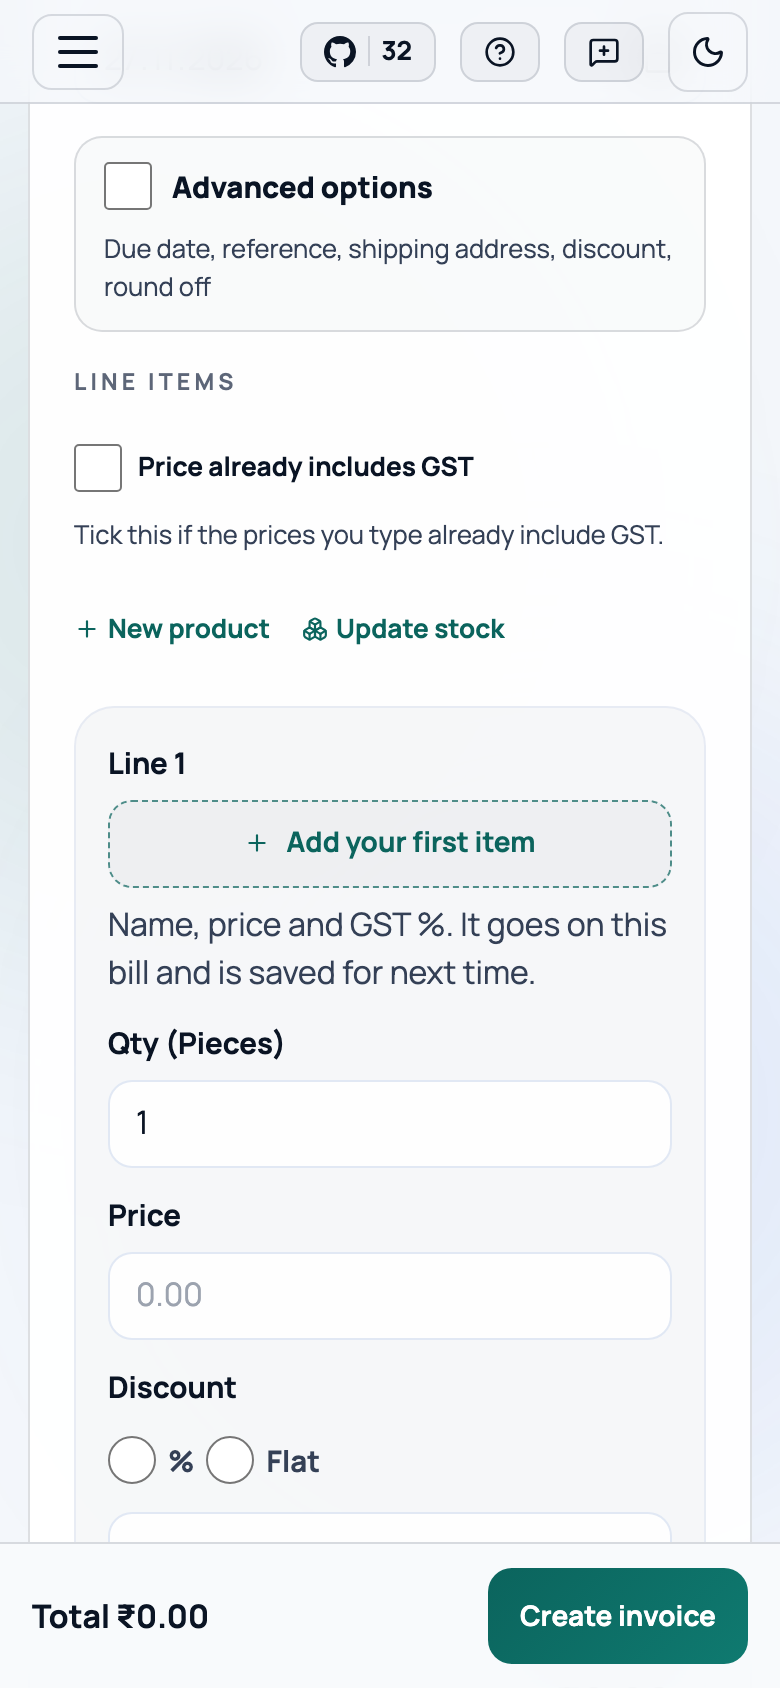 32
Advanced options
Due date, reference, shipping address, discount,
round off
LINE ITEMS
Price already includes GST
Tick this if the prices you type already include GST.
New product Update stock
Line 1
Add your first item
Name, price and GST %. It goes on this
bill and is saved for next time.
Qty (Pieces)
1
Price
0.00
Discount
% Flat
Total ₹0.00 Create invoice